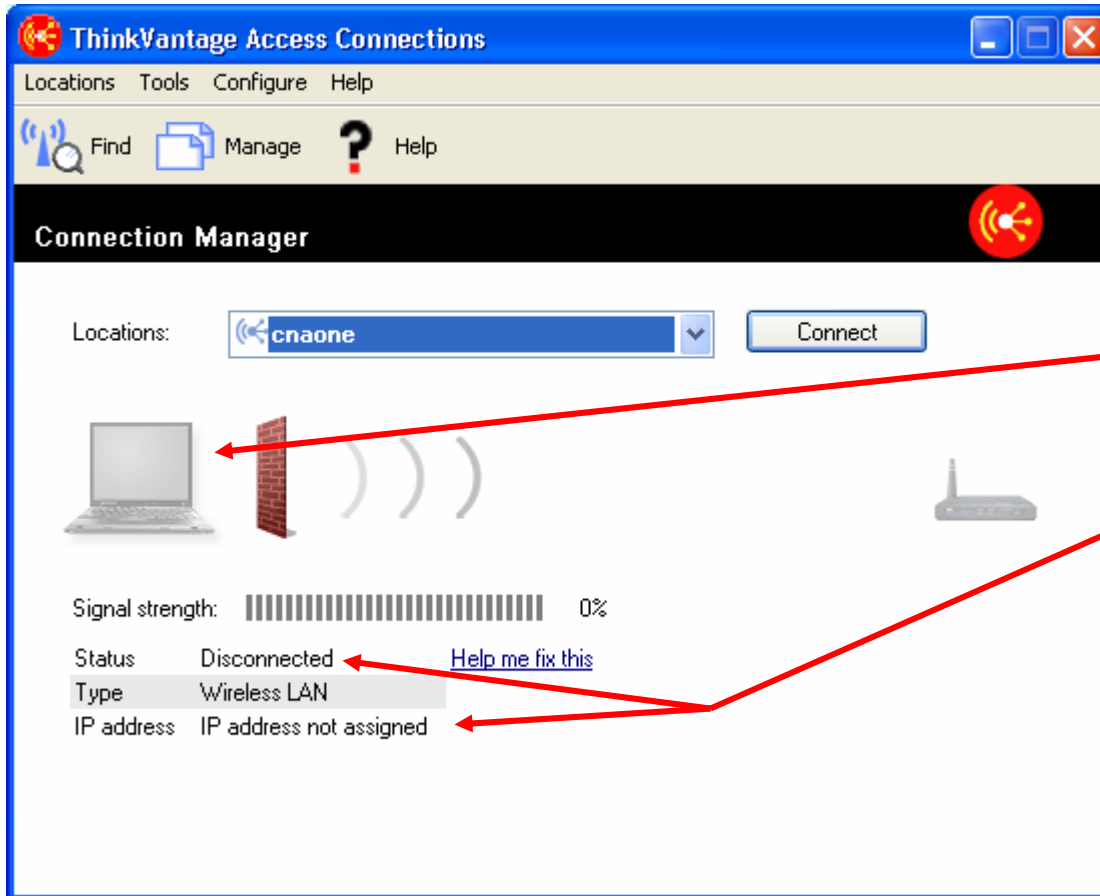 ThinkVantage Access Connections
Locations Tools Configure Help
Find Manage ? Help
Connection Manager
Locations: cnaone Connect
Signal strength: 0%
Status Disconnected Help me fix this
Type Wireless LAN
IP address IP address not assigned